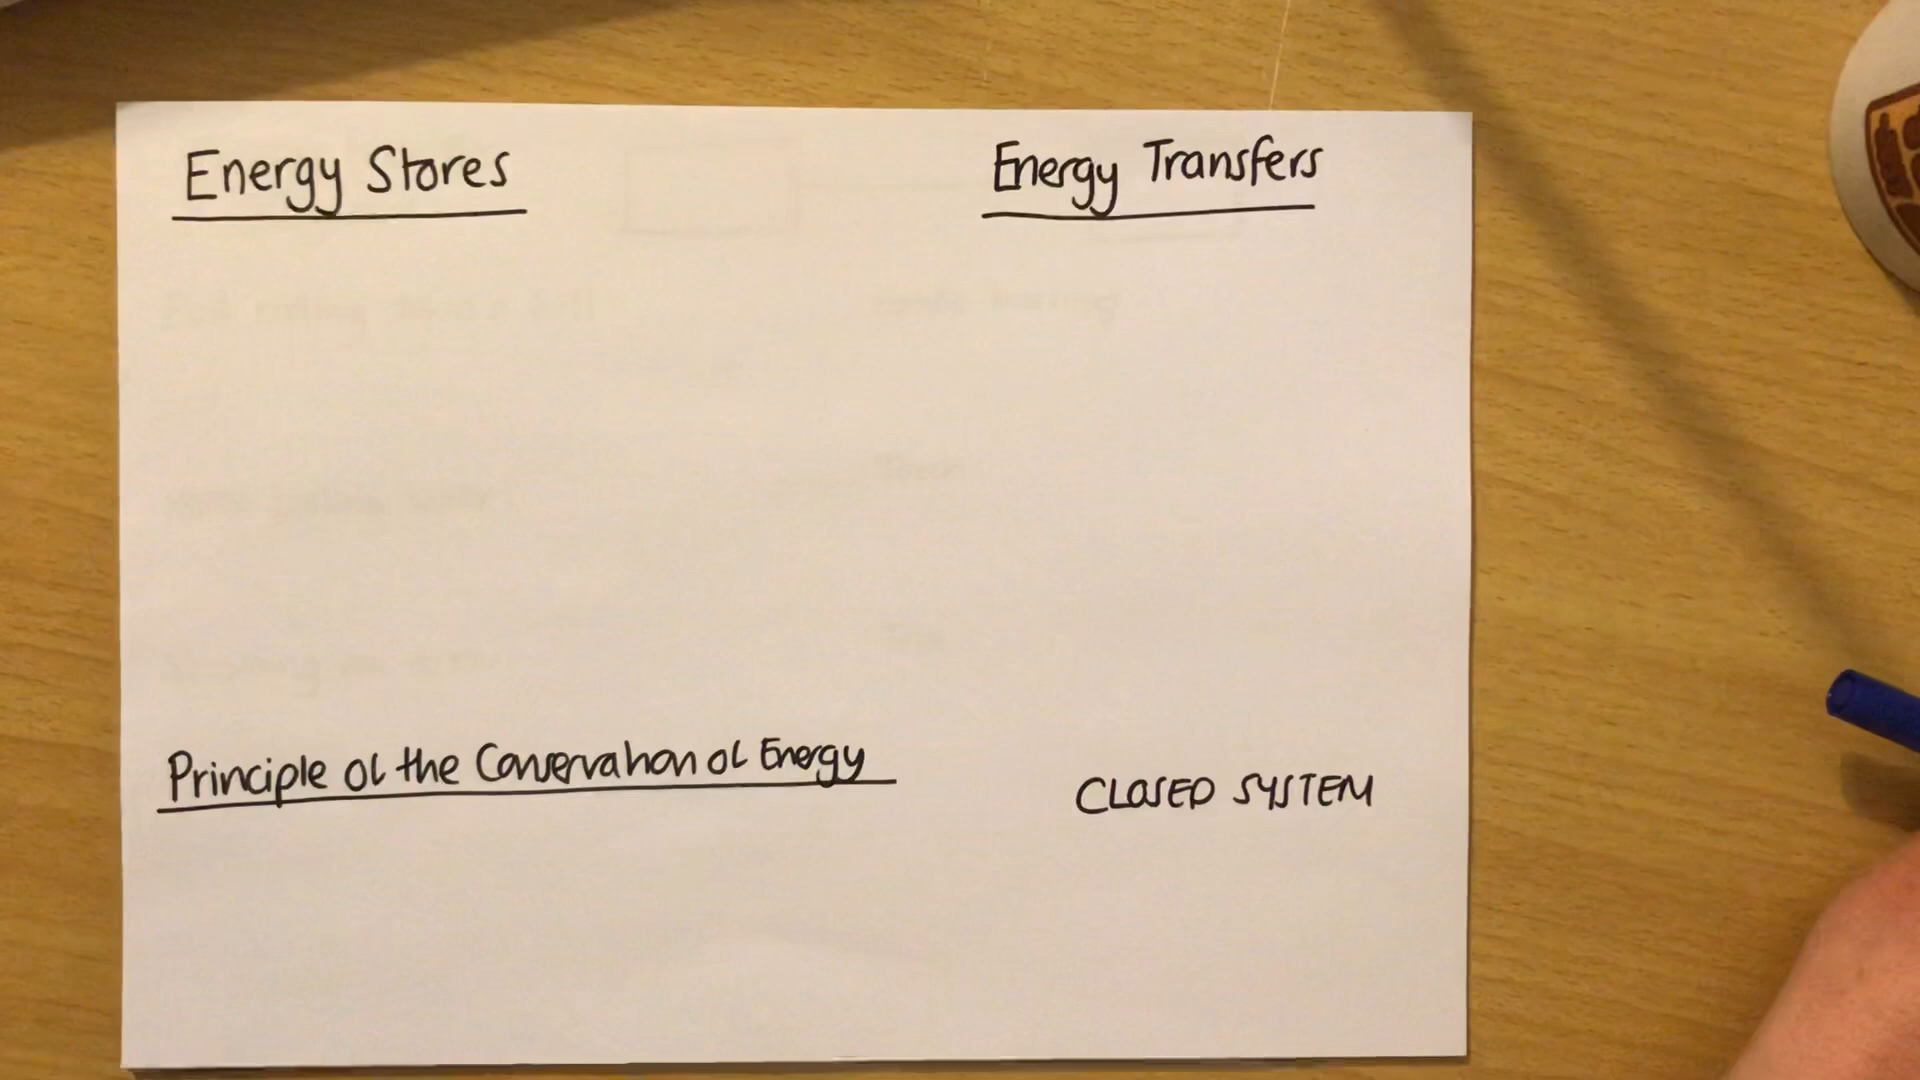 Energy Stores
Energy Transfers
Principle of the Conservation of Energy
CLOSED SYSTEM